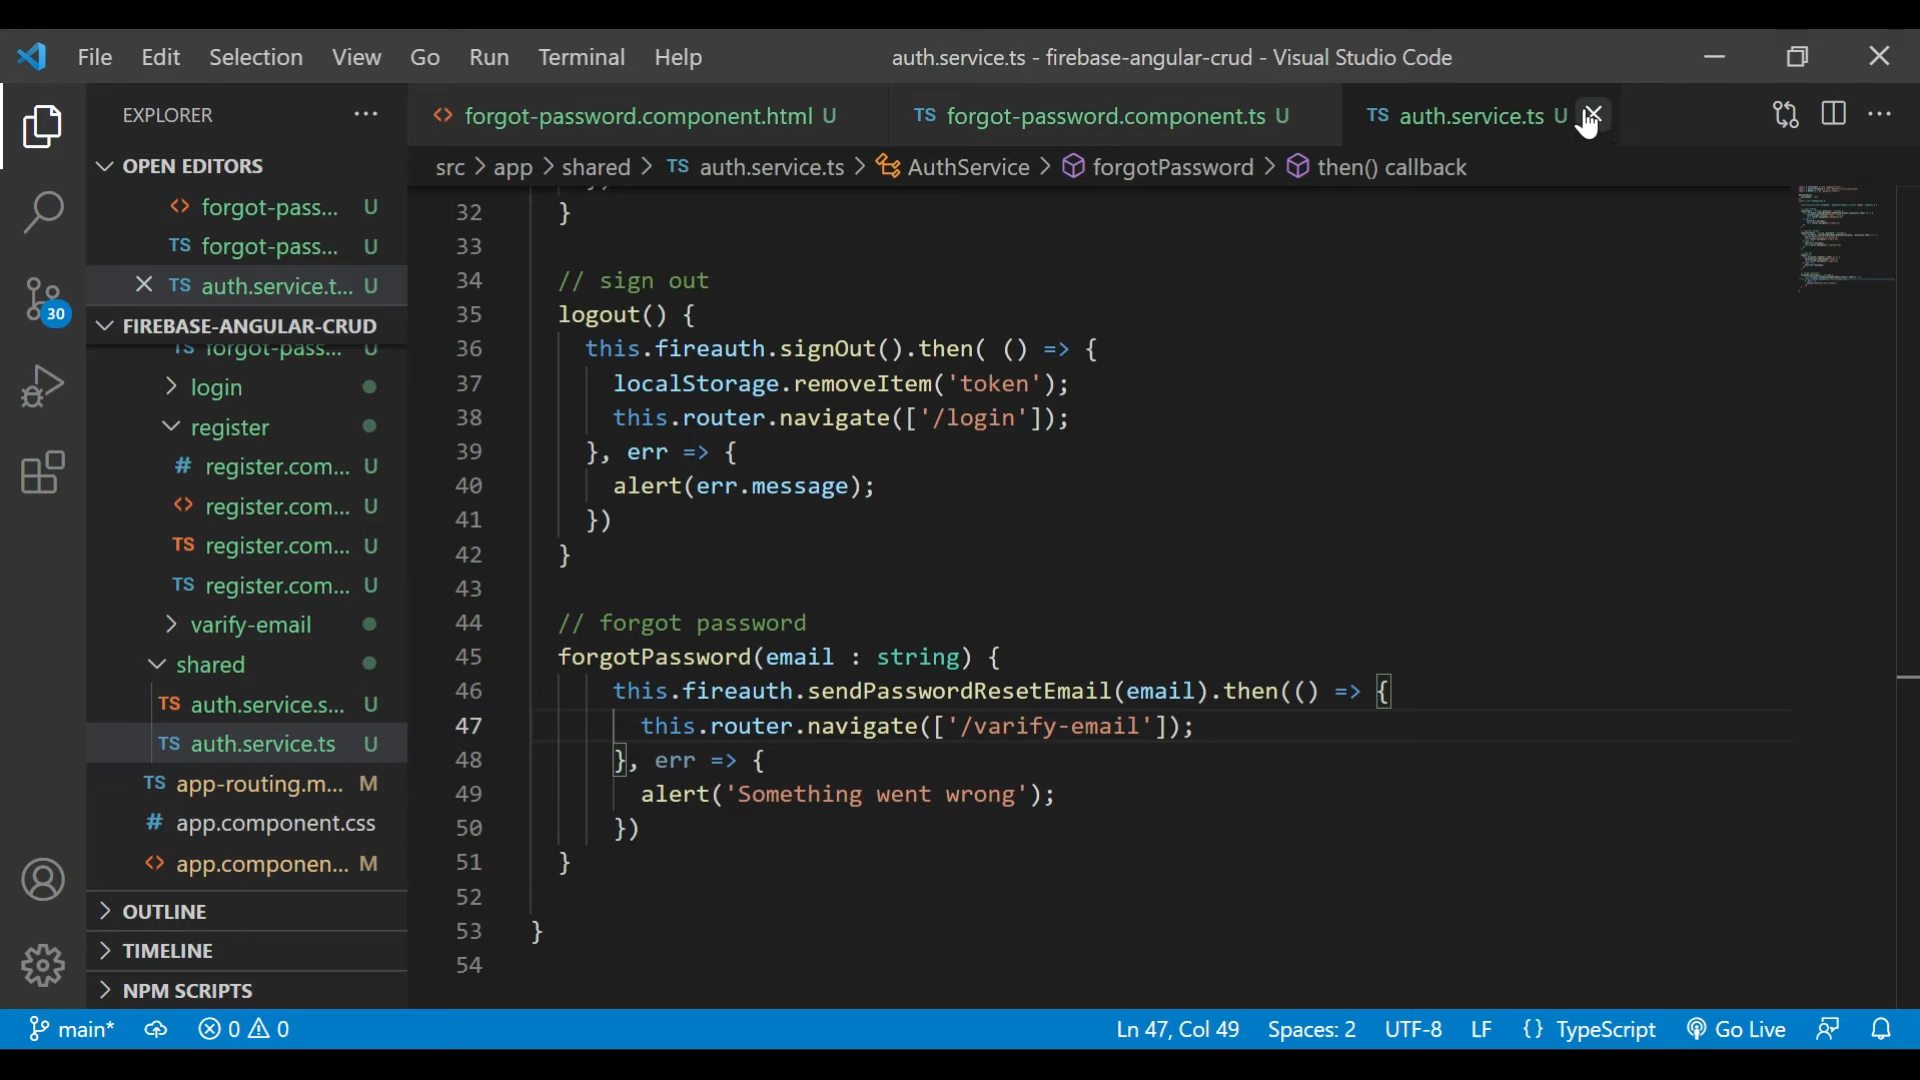 File Edit Selection View Go Run Terminal Help
auth.service.ts - firebase-angular-crud - Visual Studio Code
EXPLORER
OPEN EDITORS
<> forgot-pass... U
TS forgot-pass... U
TS auth.service.t... U
FIREBASE-ANGULAR-CRUD
TS forgot-pass... U
login
register
# register.com... U
<> register.com... U
TS register.com... U
TS register.com... U
varify-email
shared
TS auth.service.s... U
TS auth.service.ts U
TS app-routing.m... M
# app.component.css
<> app.componen... M
OUTLINE
TIMELINE
NPM SCRIPTS
30
<> forgot-password.component.html U
TS forgot-password.component.ts U
TS auth.service.ts U
src > app > shared > TS auth.service.ts > AuthService > forgotPassword > then() callback
32 }
33
34 // sign out
35 logout() {
36 this.fireauth.signOut().then( () => {
37 localStorage.removeItem('token');
38 this.router.navigate(['/login']);
39 }, err => {
40 alert(err.message);
41 })
42 }
43
44 // forgot password
45 forgotPassword(email : string) {
46 this.fireauth.sendPasswordResetEmail(email).then(() => {
47 this.router.navigate(['/varify-email']);
48 }, err => {
49 alert('Something went wrong');
50 })
51 }
52
53 }
54
main* 0 0
Ln 47, Col 49 Spaces: 2 UTF-8 LF {} TypeScript Go Live